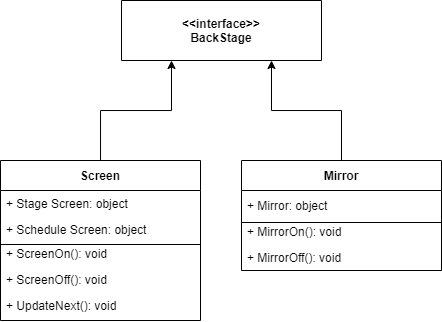 <<interface>>
BackStage
Screen
+ Stage Screen: object
+ Schedule Screen: object
+ ScreenOn(): void
+ ScreenOff(): void
+ UpdateNext(): void
Mirror
+ Mirror: object
+ MirrorOn(): void
+ MirrorOff(): void